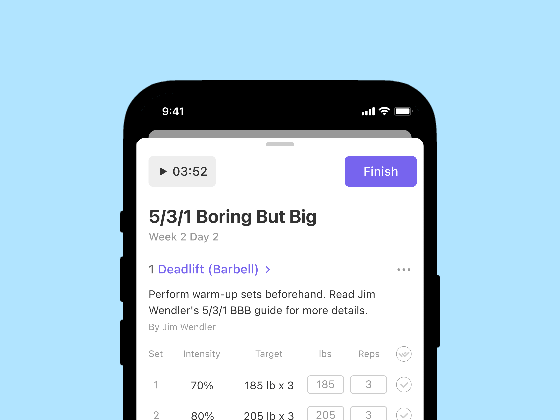 9:41
03:52
Finish
5/3/1 Boring But Big
Week 2 Day 2
1 Deadlift (Barbell)
Perform warm-up sets beforehand. Read Jim
Wendler's 5/3/1 BBB guide for more details.
By Jim Wendler
Set Intensity Target lbs Reps
1 70% 185 lb x 3 185 3
2 80% 205 lb x 3 205 3